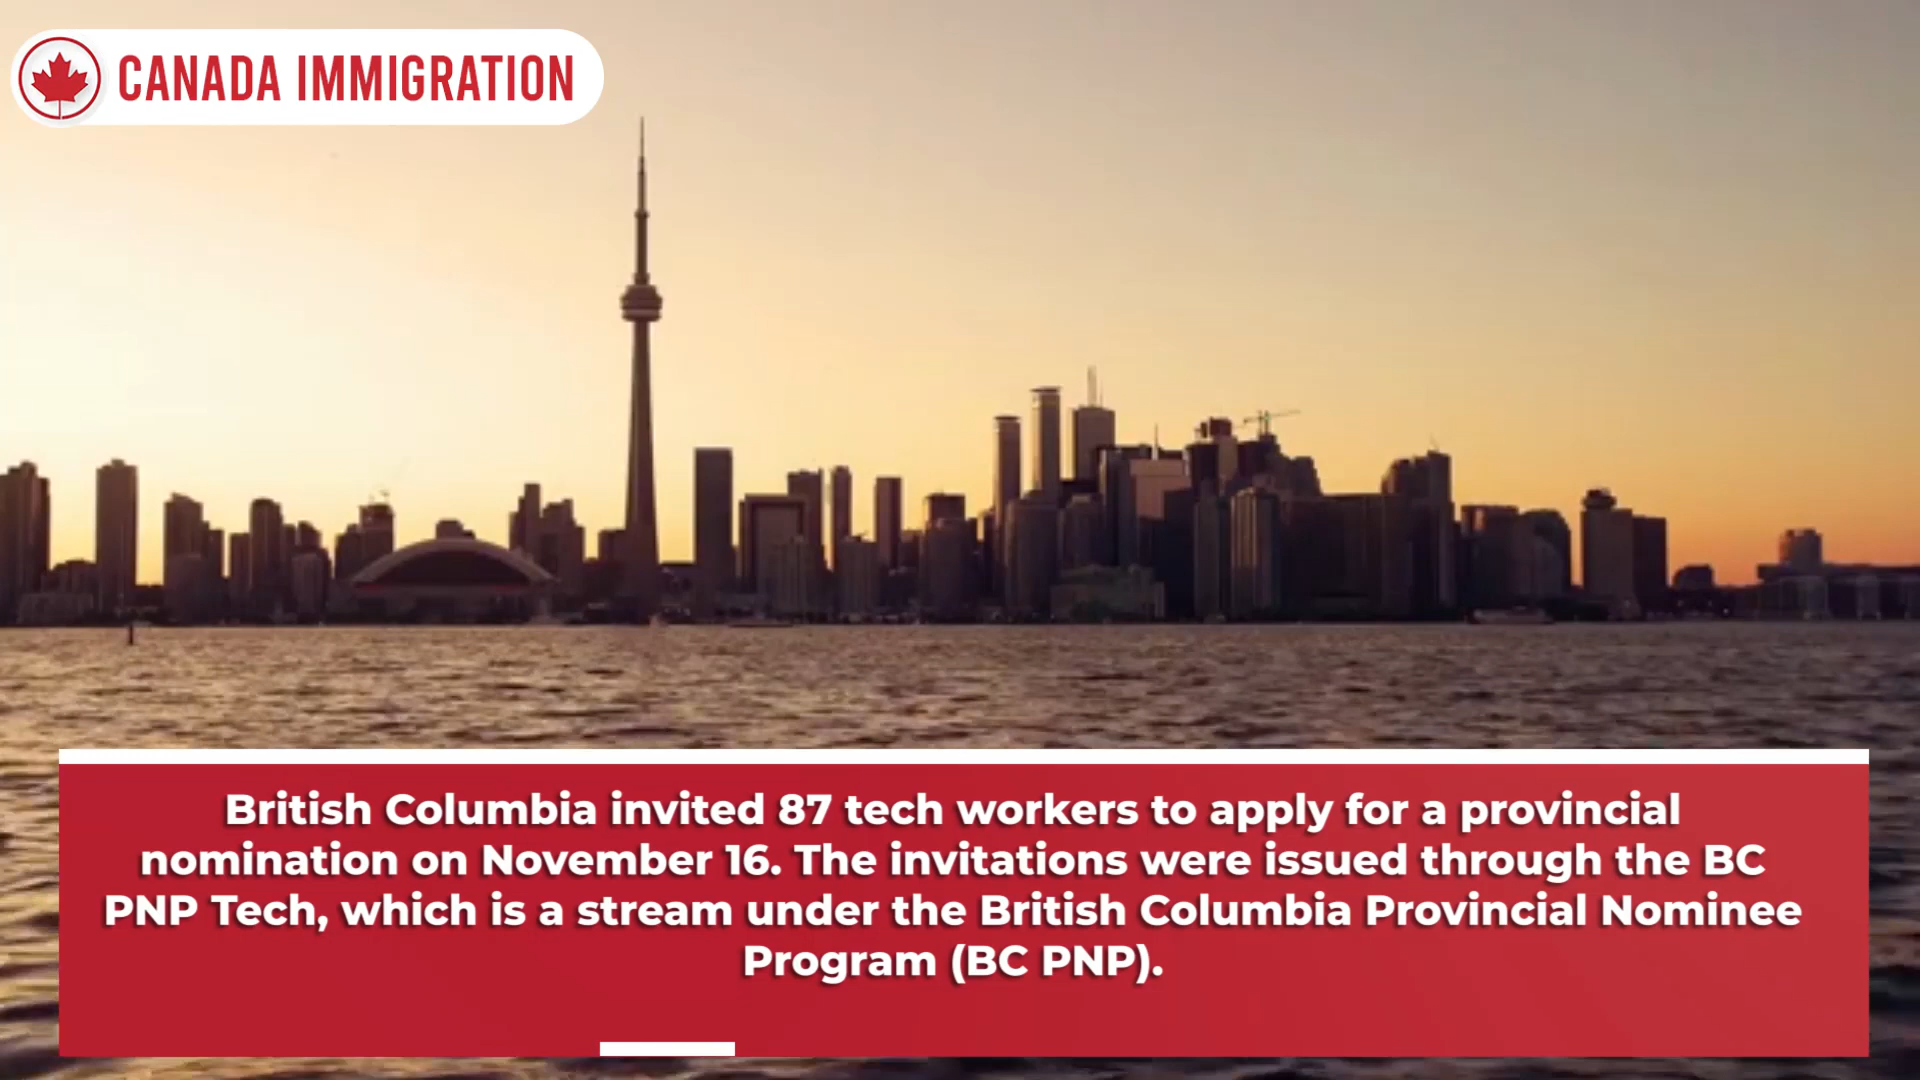 CANADA IMMIGRATION
British Columbia invited 87 tech workers to apply for a provincial
nomination on November 16. The invitations were issued through the BC
PNP Tech, which is a stream under the British Columbia Provincial Nominee
Program (BC PNP).